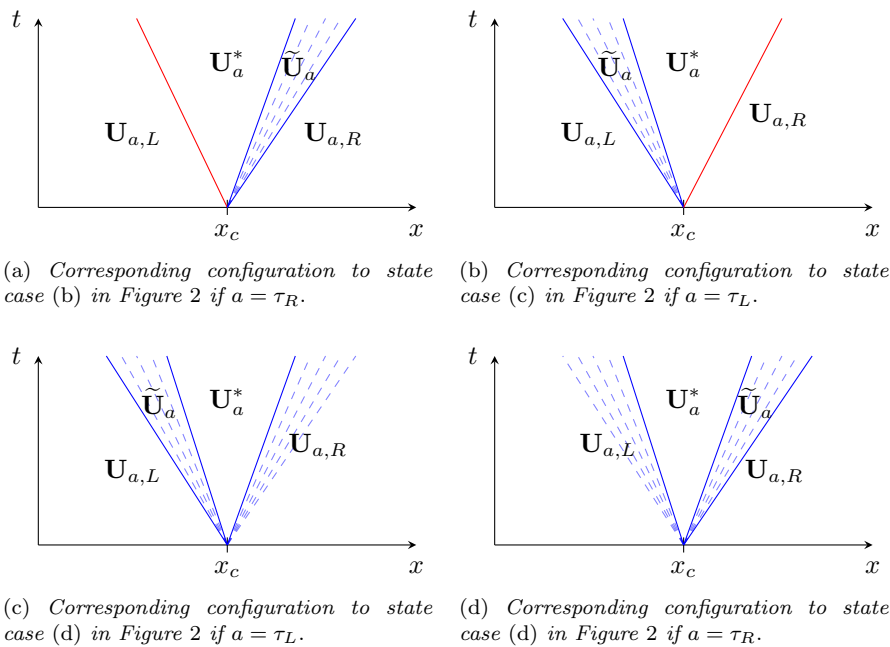 t
U*a
Ũa
Ua,L
Ua,R
xc
x
(a) Corresponding configuration to state
case (b) in Figure 2 if a = τR.
t
Ũa
U*a
Ua,L
Ua,R
xc
x
(b) Corresponding configuration to state
case (c) in Figure 2 if a = τL.
t
Ũa
U*a
Ua,L
Ua,R
xc
x
(c) Corresponding configuration to state
case (d) in Figure 2 if a = τL.
t
U*a
Ũa
Ua,L
Ua,R
xc
x
(d) Corresponding configuration to state
case (d) in Figure 2 if a = τR.